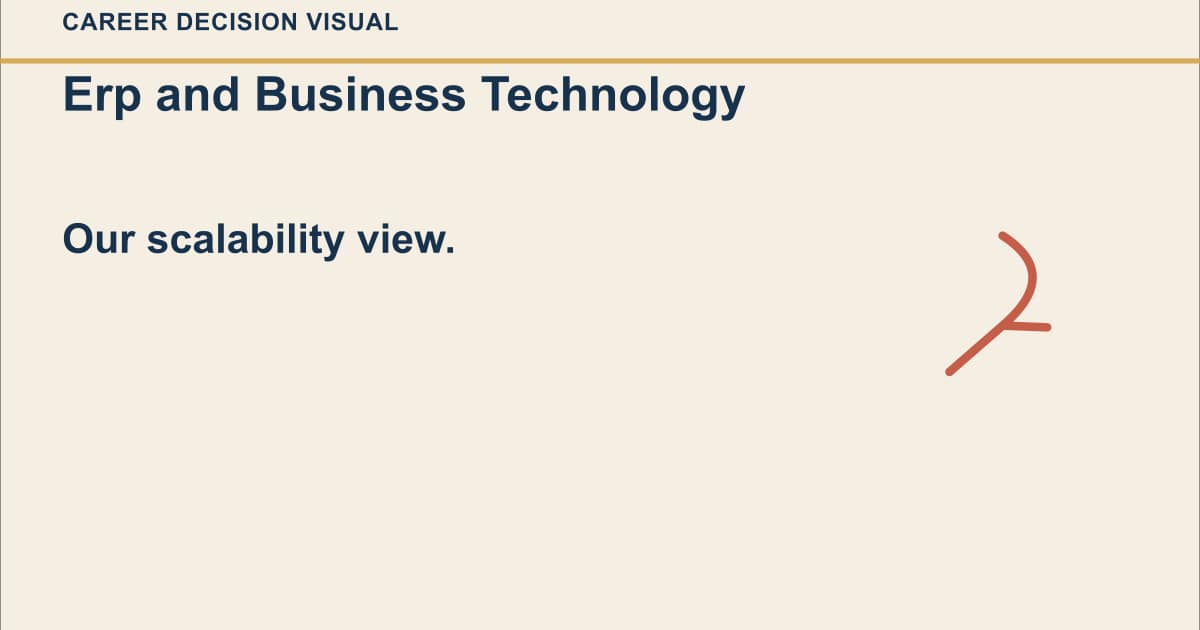 CAREER DECISION VISUAL
Erp and Business Technology
Our scalability view.